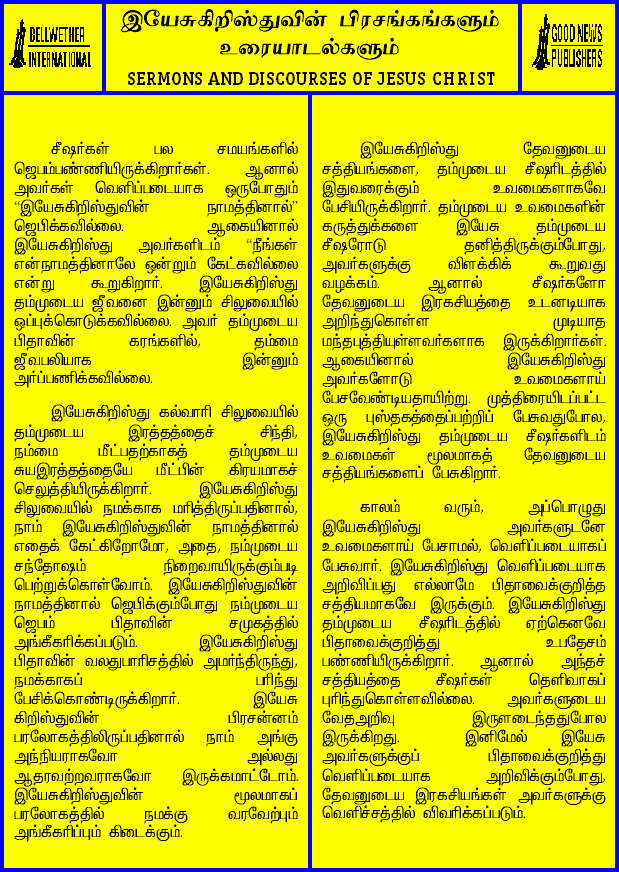 BELLWETHER
INTERNATIONAL
இயேசுகிறிஸ்துவின் பிரசங்கங்களும்
உரையாடல்களும்
SERMONS AND DISCOURSES OF JESUS CHRIST
GOOD NEWS
PUBLISHERS
சீஷர்கள் பல சமயங்களில்
ஜெபம்பண்ணியிருக்கிறார்கள். ஆனால்
அவர்கள் வெளிப்படையாக ஒருபோதும்
“இயேசுகிறிஸ்துவின் நாமத்தினால்”
ஜெபிக்கவில்லை. ஆகையினால்
இயேசுகிறிஸ்து அவர்களிடம் “நீங்கள்
என்நாமத்தினாலே ஒன்றும் கேட்கவில்லை
என்று கூறுகிறார். இயேசுகிறிஸ்து
தம்முடைய ஜீவனை இன்னும் சிலுவையில்
ஒப்புக்கொடுக்கவில்லை. அவர் தம்முடைய
பிதாவின் கரங்களில், தம்மை
ஜீவபலியாக இன்னும்
அர்ப்பணிக்கவில்லை.
இயேசுகிறிஸ்து கல்வாரி சிலுவையில்
தம்முடைய இரத்தத்தைச் சிந்தி,
நம்மை மீட்பதற்காகத் தம்முடைய
சுயஇரத்தத்தையே மீட்பின் கிரயமாகச்
செலுத்தியிருக்கிறார். இயேசுகிறிஸ்து
சிலுவையில் நமக்காக மரித்திருப்பதினால்,
நாம் இயேசுகிறிஸ்துவின் நாமத்தினால்
எதைக் கேட்கிறோமோ, அதை, நம்முடைய
சந்தோஷம் நிறைவாயிருக்கும்படி
பெற்றுக்கொள்வோம். இயேசுகிறிஸ்துவின்
நாமத்தினால் ஜெபிக்கும்போது நம்முடைய
ஜெபம் பிதாவின் சமுகத்தில்
அங்கீகரிக்கப்படும். இயேசுகிறிஸ்து
பிதாவின் வலதுபாரிசத்தில் அமர்ந்திருந்து,
நமக்காகப் பரிந்து
பேசிக்கொண்டிருக்கிறார். இயேசு
கிறிஸ்துவின் பிரசன்னம்
பரலோகத்திலிருப்பதினால் நாம் அங்கு
அந்நியராகவோ அல்லது
ஆதரவற்றவராகவோ இருக்கமாட்டோம்.
இயேசுகிறிஸ்துவின் மூலமாகப்
பரலோகத்தில் நமக்கு வரவேற்பும்
அங்கீகரிப்பும் கிடைக்கும்.
இயேசுகிறிஸ்து தேவனுடைய
சத்தியங்களை, தம்முடைய சீஷரிடத்தில்
இதுவரைக்கும் உவமைகளாகவே
பேசியிருக்கிறார். தம்முடைய உவமைகளின்
கருத்துக்களை இயேசு தம்முடைய
சீஷரோடு தனித்திருக்கும்போது,
அவர்களுக்கு விளக்கிக் கூறுவது
வழக்கம். ஆனால் சீஷர்களோ
தேவனுடைய இரகசியத்தை உடனடியாக
அறிந்துகொள்ள முடியாத
மந்தபுத்தியுள்ளவர்களாக இருக்கிறார்கள்.
ஆகையினால் இயேசுகிறிஸ்து
அவர்களோடு உவமைகளாய்
பேசவேண்டியதாயிற்று. முத்திரையிடப்பட்ட
ஒரு புஸ்தகத்தைப்பற்றிப் பேசுவதுபோல,
இயேசுகிறிஸ்து தம்முடைய சீஷர்களிடம்
உவமைகள் மூலமாகத் தேவனுடைய
சத்தியங்களைப் பேசுகிறார்.
காலம் வரும், அப்பொழுது
இயேசுகிறிஸ்து அவர்களுடனே
உவமைகளாய் பேசாமல், வெளிப்படையாகப்
பேசுவார். இயேசுகிறிஸ்து வெளிப்படையாக
அறிவிப்பது எல்லாமே பிதாவைக்குறித்த
சத்தியமாகவே இருக்கும். இயேசுகிறிஸ்து
தம்முடைய சீஷரிடத்தில் ஏற்கெனவே
பிதாவைக்குறித்து உபதேசம்
பண்ணியிருக்கிறார். ஆனால் அந்தச்
சத்தியத்தை சீஷர்கள் தெளிவாகப்
புரிந்துகொள்ளவில்லை. அவர்களுடைய
வேதஅறிவு இருளடைந்ததுபோல
இருக்கிறது. இனிமேல் இயேசு
அவர்களுக்குப் பிதாவைக்குறித்து
வெளிப்படையாக அறிவிக்கும்போது,
தேவனுடைய இரகசியங்கள் அவர்களுக்கு
வெளிச்சத்தில் விவரிக்கப்படும்.